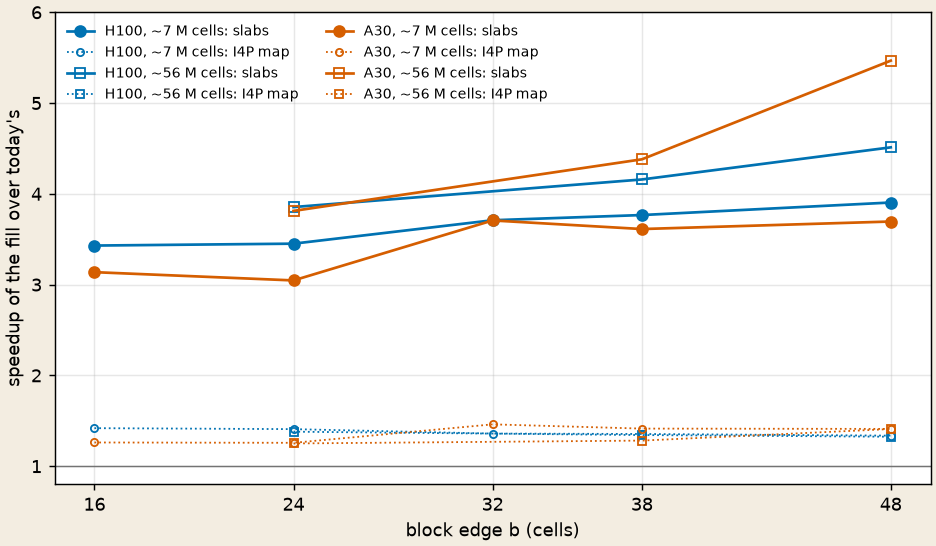 H100, ~7 M cells: slabs
H100, ~7 M cells: I4P map
H100, ~56 M cells: slabs
H100, ~56 M cells: I4P map
A30, ~7 M cells: slabs
A30, ~7 M cells: I4P map
A30, ~56 M cells: slabs
A30, ~56 M cells: I4P map
speedup of the fill over today's
6
5
4
3
2
1
16 24 32 38 48
block edge b (cells)